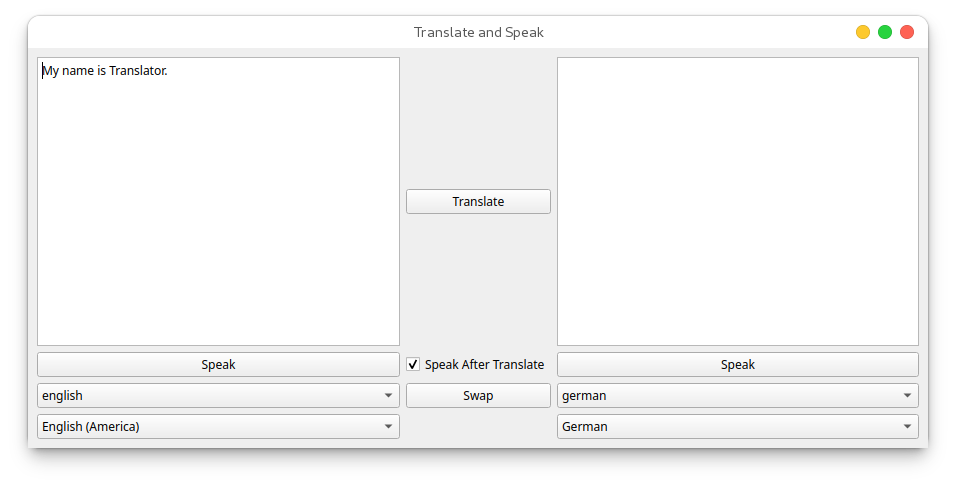 Translate and Speak
My name is Translator.
Translate
Speak
Speak After Translate
Speak
english
Swap
german
English (America)
German